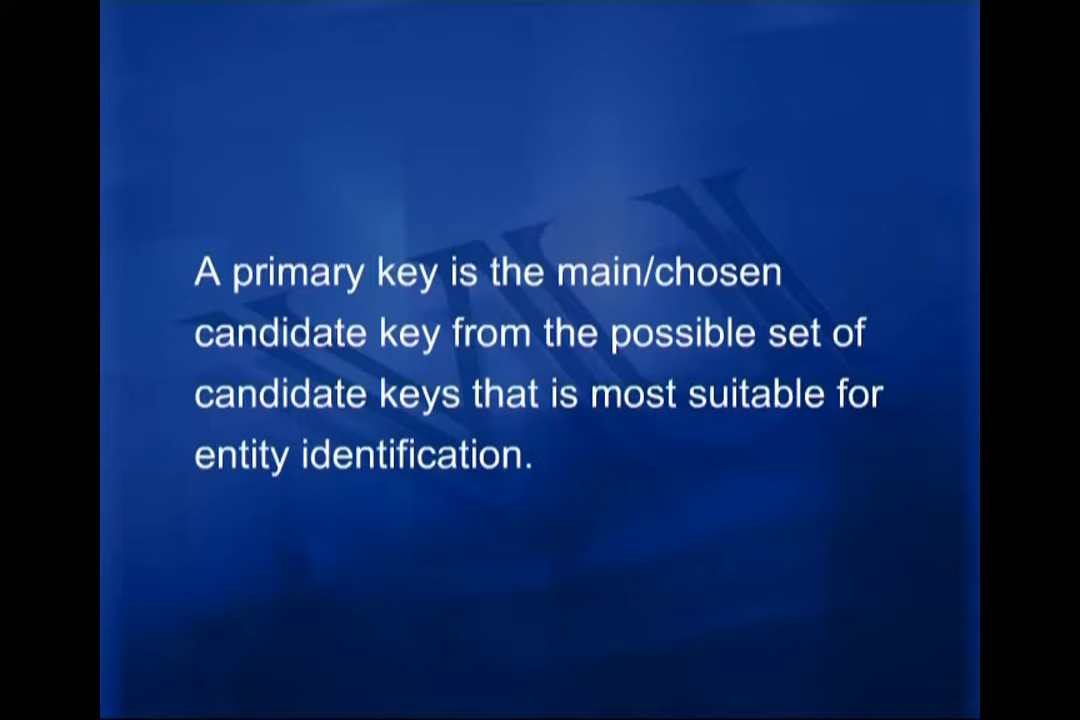 A primary key is the main/chosen
candidate key from the possible set of
candidate keys that is most suitable for
entity identification.